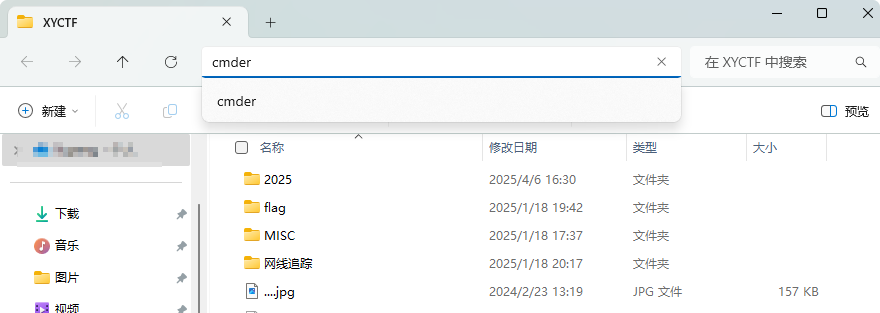 XYCTF
cmder
在 XYCTF 中搜索
cmder
新建
预览
名称 修改日期 类型 大小
2025 2025/4/6 16:30 文件夹
flag 2025/1/18 19:42 文件夹
MISC 2025/1/18 17:37 文件夹
网线追踪 2025/1/18 20:17 文件夹
....jpg 2024/2/23 13:19 JPG 文件 157 KB
下载
音乐
图片
视频